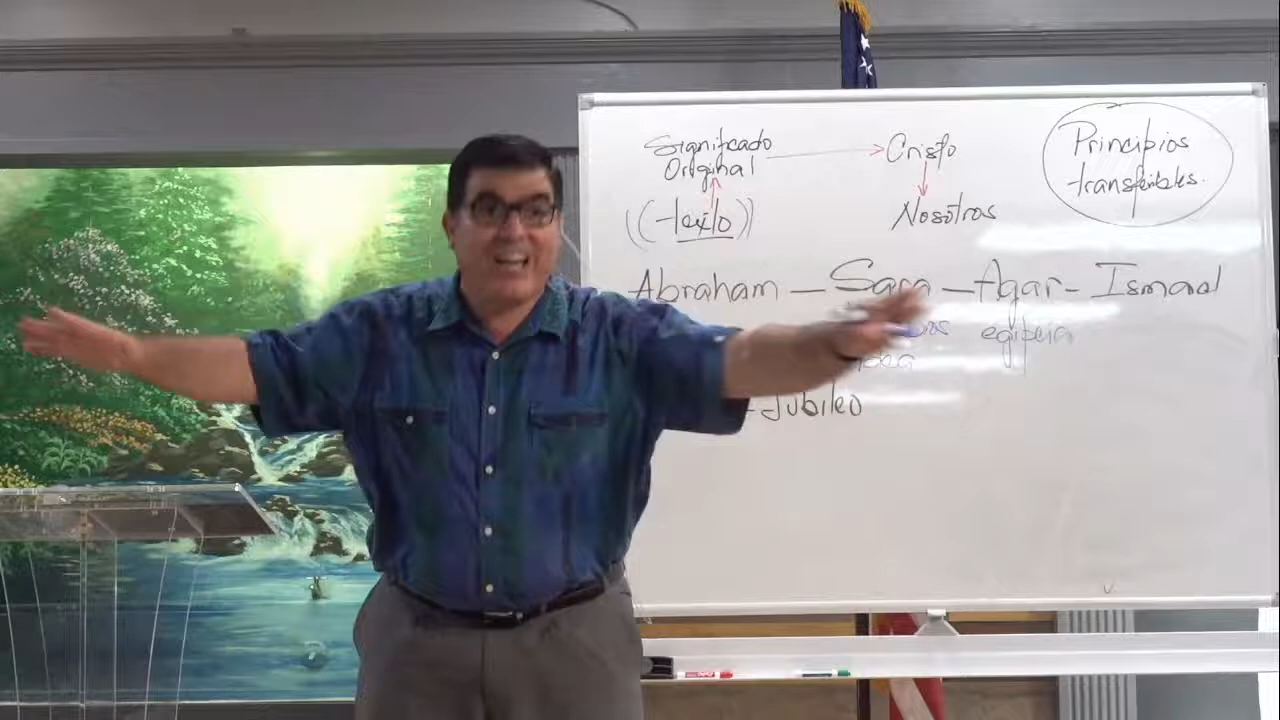 Significado
Original
Cristo
Principios
transferibles.
((texto))
Nosotros
Abraham - Sara - Agar - Ismael
egipcia
- Jubileo